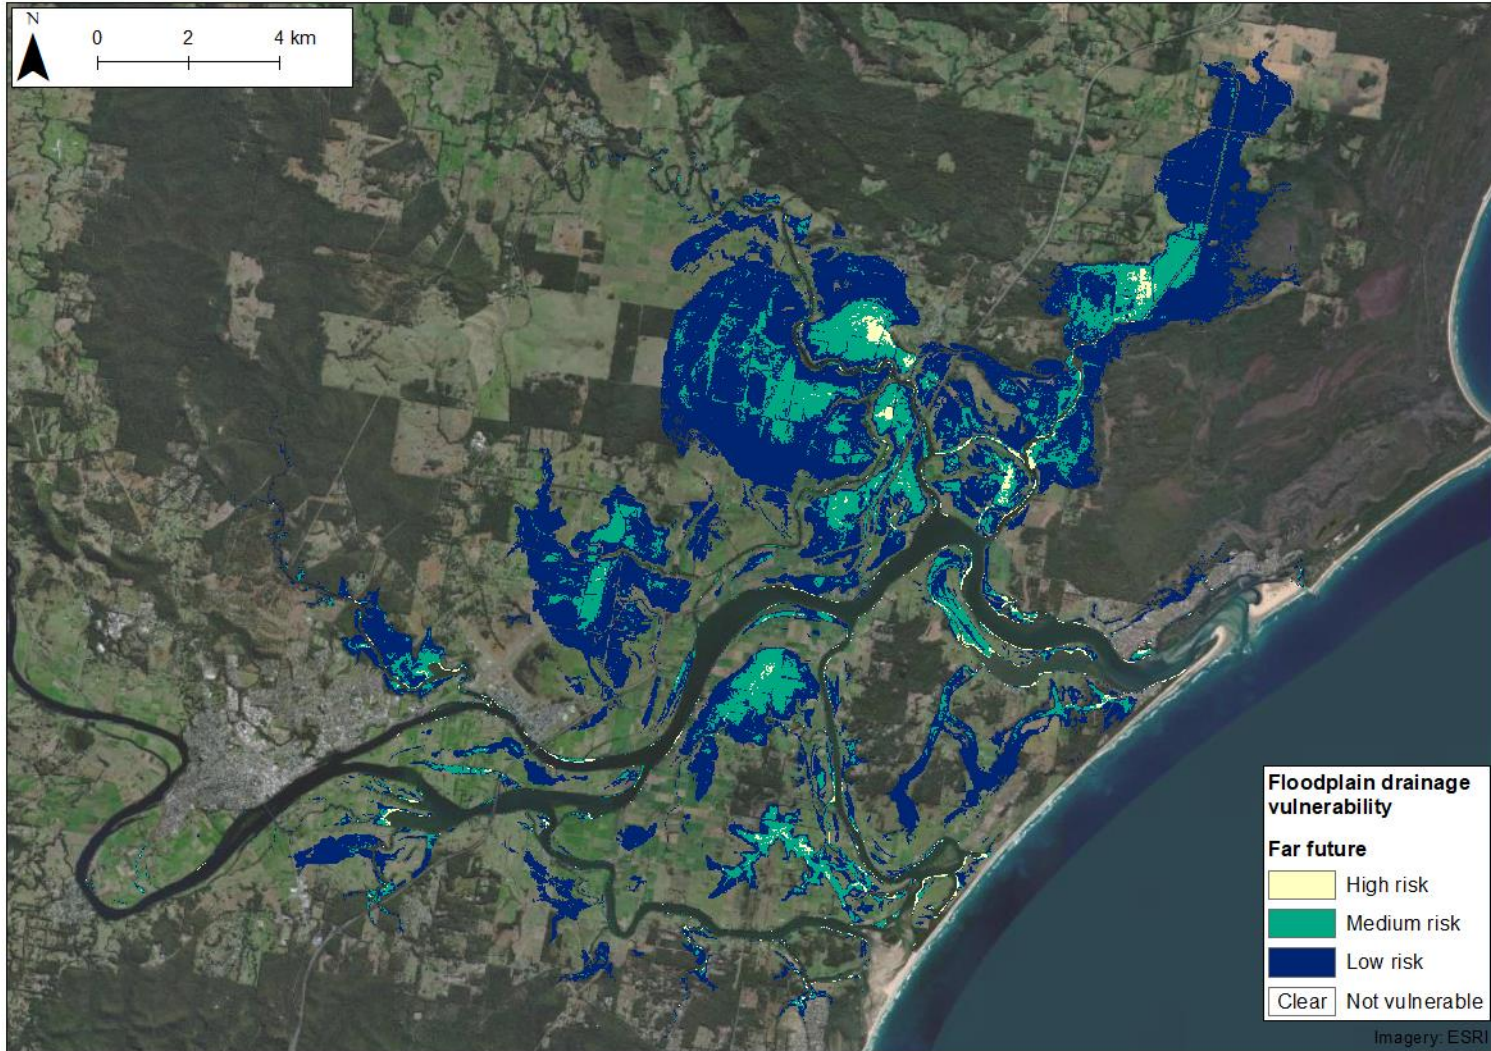 N
0 2 4 km
Floodplain drainage
vulnerability
Far future
High risk
Medium risk
Low risk
Clear Not vulnerable
Imagery: ESRI